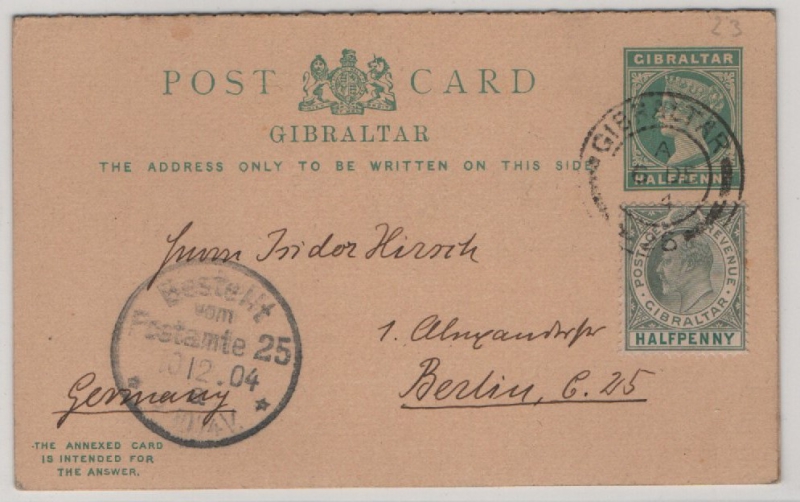 23
POST CARD
GIBRALTAR
THE ADDRESS ONLY TO BE WRITTEN ON THIS SIDE
GIBRALTAR
HALFPENNY
GIBRALTAR
A
POSTAGE & REVENUE
GIBRALTAR
HALFPENNY
Herrn Isidor Hirsch
1. Alexanderstr
Berlin, C. 25
Germany
Bestellt
vom
Postamte 25
12.04
THE ANNEXED CARD
IS INTENDED FOR
THE ANSWER.